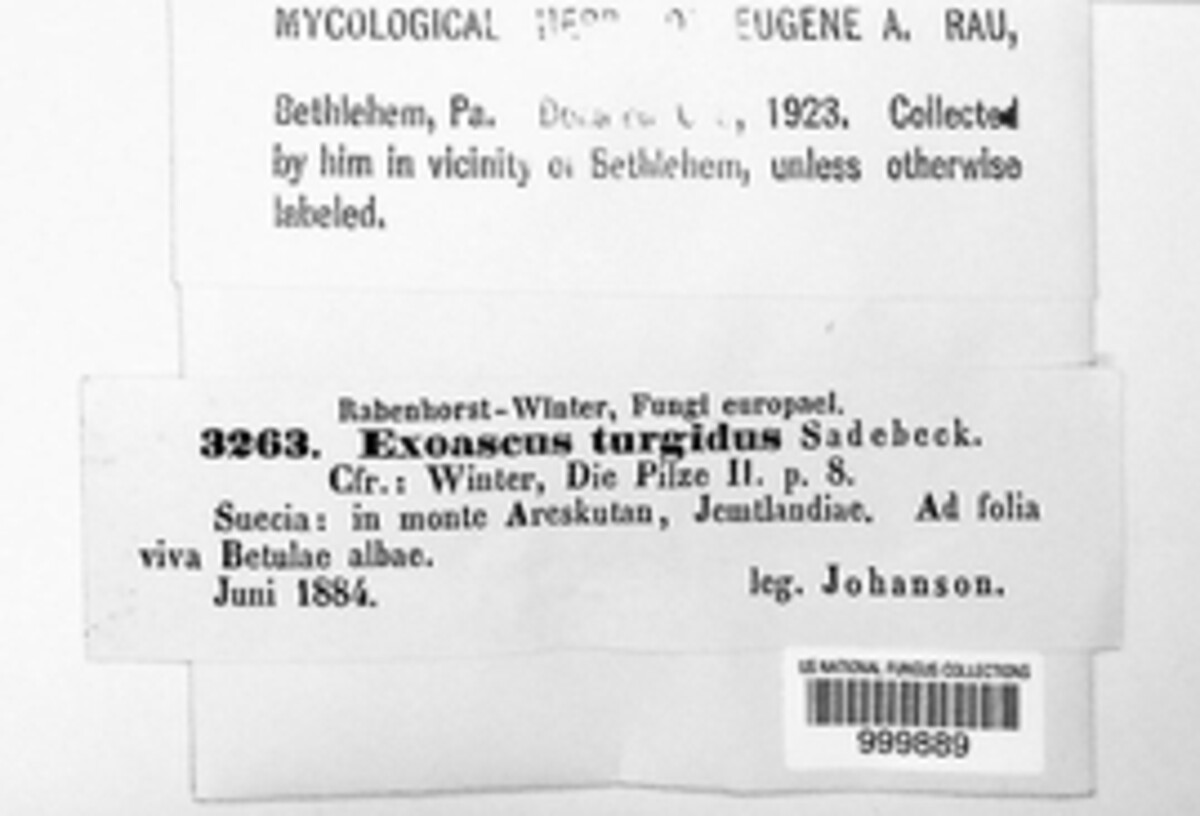 MYCOLOGICAL EUGENE A. RAU,
Bethlehem, Pa. , 1923. Collected
by him in vicinity of Bethlehem, unless otherwise
labeled.
Rabenhorst-Winter, Fungi europaei.
3263. Exoascus turgidus Sadebeck.
Cfr.: Winter, Die Pilze II. p. 8.
Suecia: in monte Areskutan, Jemtlandiae. Ad folia
viva Betulae albae.
Juni 1884. leg. Johanson.
US NATIONAL FUNGUS COLLECTIONS
999889